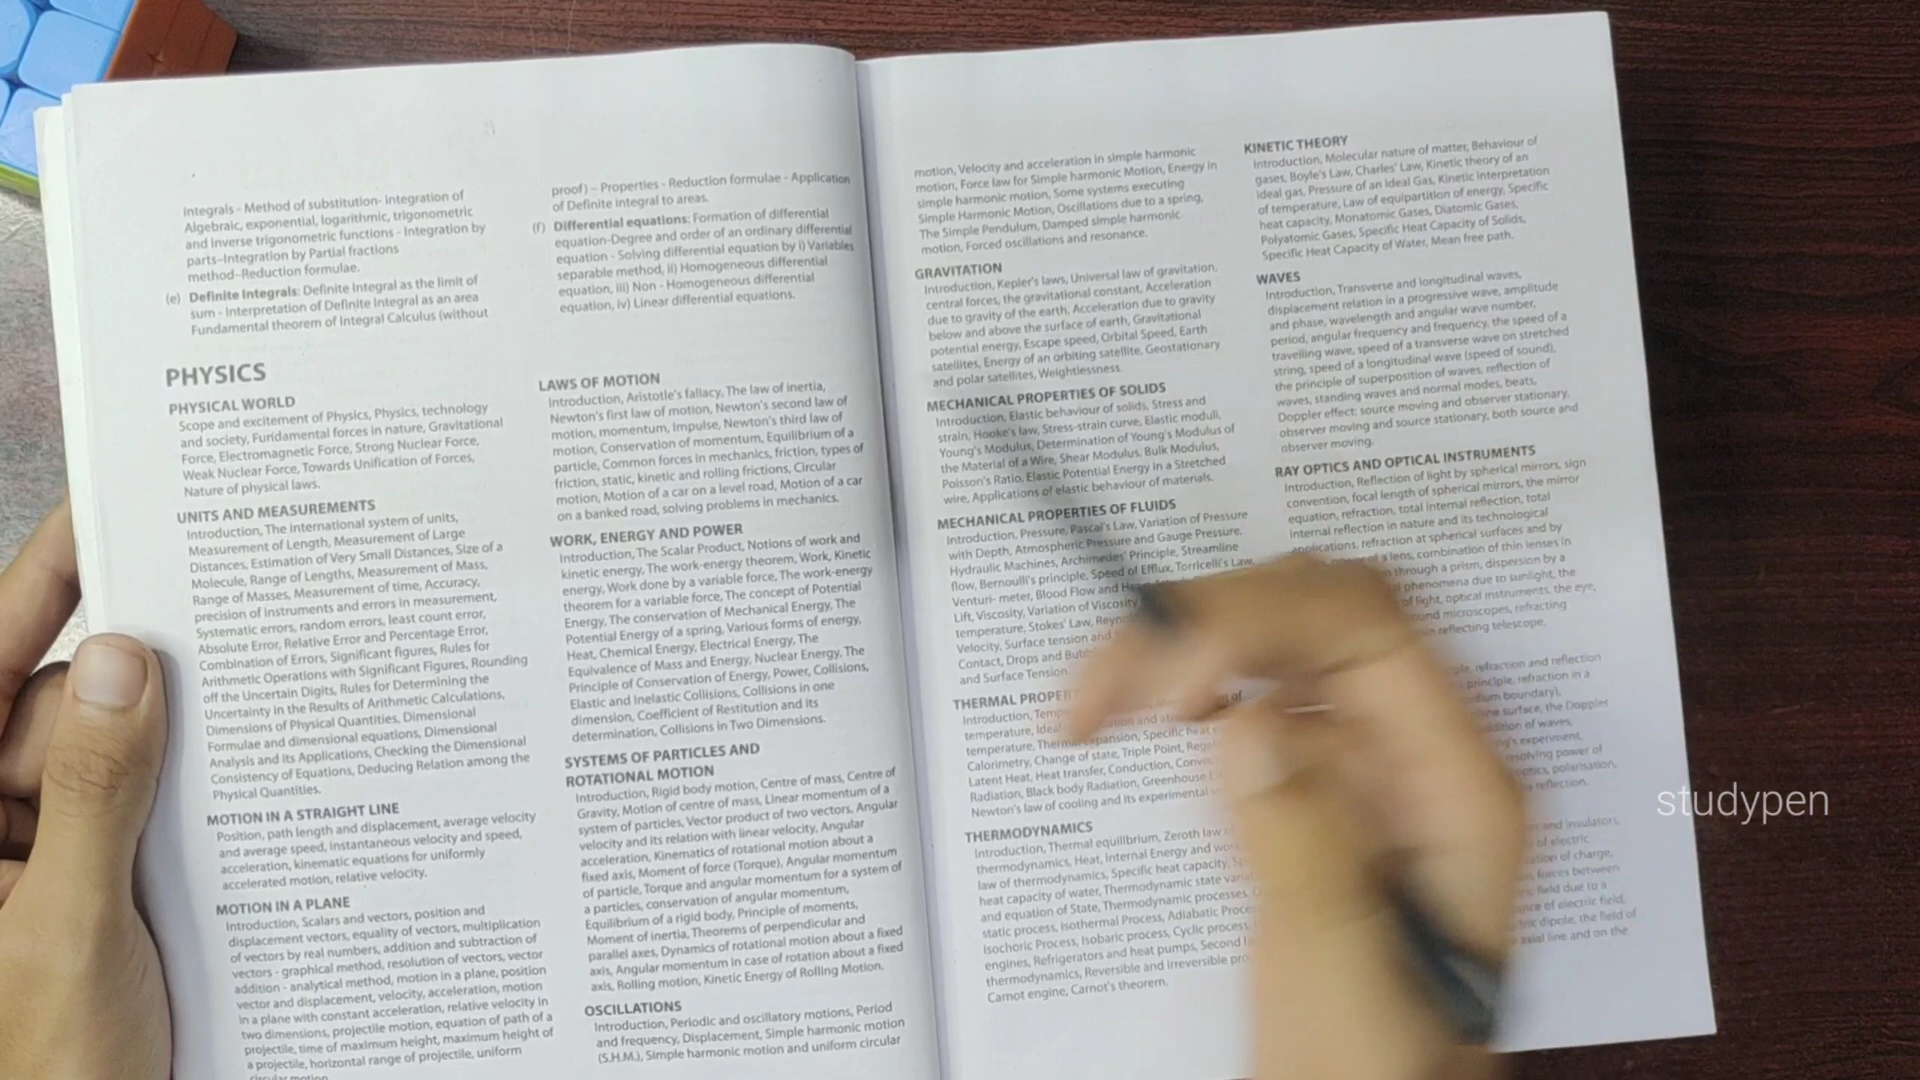 integrals - Method of substitution- Integration of
Algebraic, exponential, logarithmic, trigonometric
and inverse trigonometric functions - Integration by
parts–Integration by Partial fractions
method–Reduction formulae.
(e) Definite Integrals: Definite Integral as the limit of
sum - Interpretation of Definite Integral as an area
Fundamental theorem of Integral Calculus (without
proof) – Properties - Reduction formulae - Application
of Definite integral to areas.
(f) Differential equations: Formation of differential
equation-Degree and order of an ordinary differential
equation - Solving differential equation by i) Variables
separable method, ii) Homogeneous differential
equation, iii) Non - Homogeneous differential
equation, iv) Linear differential equations.
PHYSICS
PHYSICAL WORLD
Scope and excitement of Physics, Physics, technology
and society, Fundamental forces in nature, Gravitational
Force, Electromagnetic Force, Strong Nuclear Force,
Weak Nuclear Force, Towards Unification of Forces,
Nature of physical laws.
UNITS AND MEASUREMENTS
Introduction, The international system of units,
Measurement of Length, Measurement of Large
Distances, Estimation of Very Small Distances, Size of a
Molecule, Range of Lengths, Measurement of Mass,
Range of Masses, Measurement of time, Accuracy,
precision of instruments and errors in measurement,
Systematic errors, random errors, least count error,
Absolute Error, Relative Error and Percentage Error,
Combination of Errors, Significant figures, Rules for
Arithmetic Operations with Significant Figures, Rounding
off the Uncertain Digits, Rules for Determining the
Uncertainty in the Results of Arithmetic Calculations,
Dimensions of Physical Quantities, Dimensional
Formulae and dimensional equations, Dimensional
Analysis and its Applications, Checking the Dimensional
Consistency of Equations, Deducing Relation among the
Physical Quantities.
MOTION IN A STRAIGHT LINE
Position, path length and displacement, average velocity
and average speed, instantaneous velocity and speed,
acceleration, kinematic equations for uniformly
accelerated motion, relative velocity.
MOTION IN A PLANE
Introduction, Scalars and vectors, position and
displacement vectors, equality of vectors, multiplication
of vectors by real numbers, addition and subtraction of
vectors - graphical method, resolution of vectors, vector
addition - analytical method, motion in a plane, position
vector and displacement, velocity, acceleration, motion
in a plane with constant acceleration, relative velocity in
two dimensions, projectile motion, equation of path of a
projectile, time of maximum height, maximum height of
a projectile, horizontal range of projectile, uniform
circular motion
LAWS OF MOTION
Introduction, Aristotle's fallacy, The law of inertia,
Newton's first law of motion, Newton's second law of
motion, momentum, Impulse, Newton's third law of
motion, Conservation of momentum, Equilibrium of a
particle, Common forces in mechanics, friction, types of
friction, static, kinetic and rolling frictions, Circular
motion, Motion of a car on a level road, Motion of a car
on a banked road, solving problems in mechanics.
WORK, ENERGY AND POWER
Introduction, The Scalar Product, Notions of work and
kinetic energy, The work-energy theorem, Work, Kinetic
energy, Work done by a variable force, The work-energy
theorem for a variable force, The concept of Potential
Energy, The conservation of Mechanical Energy, The
Potential Energy of a spring, Various forms of energy,
Heat, Chemical Energy, Electrical Energy, The
Equivalence of Mass and Energy, Nuclear Energy, The
Principle of Conservation of Energy, Power, Collisions,
Elastic and Inelastic Collisions, Collisions in one
dimension, Coefficient of Restitution and its
determination, Collisions in Two Dimensions.
SYSTEMS OF PARTICLES AND
ROTATIONAL MOTION
Introduction, Rigid body motion, Centre of mass, Centre of
Gravity, Motion of centre of mass, Linear momentum of a
system of particles, Vector product of two vectors, Angular
velocity and its relation with linear velocity, Angular
acceleration, Kinematics of rotational motion about a
fixed axis, Moment of force (Torque), Angular momentum
of particle, Torque and angular momentum for a system of
a particles, conservation of angular momentum,
Equilibrium of a rigid body, Principle of moments,
Moment of inertia, Theorems of perpendicular and
parallel axes, Dynamics of rotational motion about a fixed
axis, Angular momentum in case of rotation about a fixed
axis, Rolling motion, Kinetic Energy of Rolling Motion.
OSCILLATIONS
Introduction, Periodic and oscillatory motions, Period
and frequency, Displacement, Simple harmonic motion
(S.H.M.), Simple harmonic motion and uniform circular
motion, Velocity and acceleration in simple harmonic
motion, Force law for Simple harmonic Motion, Energy in
simple harmonic motion, Some systems executing
Simple Harmonic Motion, Oscillations due to a spring,
The Simple Pendulum, Damped simple harmonic
motion, Forced oscillations and resonance.
GRAVITATION
Introduction, Kepler's laws, Universal law of gravitation,
central forces, the gravitational constant, Acceleration
due to gravity of the earth, Acceleration due to gravity
below and above the surface of earth, Gravitational
potential energy, Escape speed, Orbital Speed, Earth
satellites, Energy of an orbiting satellite, Geostationary
and polar satellites, Weightlessness.
MECHANICAL PROPERTIES OF SOLIDS
Introduction, Elastic behaviour of solids, Stress and
strain, Hooke's law, Stress-strain curve, Elastic moduli,
Young's Modulus, Determination of Young's Modulus of
the Material of a Wire, Shear Modulus, Bulk Modulus,
Poisson's Ratio, Elastic Potential Energy in a Stretched
wire, Applications of elastic behaviour of materials.
MECHANICAL PROPERTIES OF FLUIDS
Introduction, Pressure, Pascal's Law, Variation of Pressure
with Depth, Atmospheric Pressure and Gauge Pressure,
Hydraulic Machines, Archimedes' Principle, Streamline
flow, Bernoulli's principle, Speed of Efflux, Torricelli's Law,
Venturi- meter, Blood Flow and
Lift, Viscosity, Variation of Viscosity
temperature, Stokes' Law,
Velocity, Surface tension and
Contact, Drops and
and Surface Tension.
THERMAL
Introduction, of
temperature, and
temperature, Thermal Expansion, Specific heat
Calorimetry, Change of state, Triple Point,
Latent Heat, Heat transfer, Conduction,
Radiation, Black body Radiation, Greenhouse
Newton's law of cooling and its experimental
THERMODYNAMICS
Introduction, Thermal equilibrium, Zeroth law
thermodynamics, Heat, Internal Energy and
law of thermodynamics, Specific heat capacity,
heat capacity of water, Thermodynamic state
and equation of State, Thermodynamic processes,
static process, Isothermal Process, Adiabatic
Isochoric Process, Isobaric process, Cyclic process,
engines, Refrigerators and heat pumps, Second
thermodynamics, Reversible and irreversible
Carnot engine, Carnot's theorem.
KINETIC THEORY
Introduction, Molecular nature of matter, Behaviour of
gases, Boyle's Law, Charles' Law, Kinetic theory of an
ideal gas, Pressure of an Ideal Gas, Kinetic interpretation
of temperature, Law of equipartition of energy, Specific
heat capacity, Monatomic Gases, Diatomic Gases,
Polyatomic Gases, Specific Heat Capacity of Solids,
Specific Heat Capacity of Water, Mean free path.
WAVES
Introduction, Transverse and longitudinal waves,
displacement relation in a progressive wave, amplitude
and phase, wavelength and angular wave number,
period, angular frequency and frequency, the speed of a
travelling wave, speed of a transverse wave on stretched
string, speed of a longitudinal wave (speed of sound),
the principle of superposition of waves, reflection of
waves, standing waves and normal modes, beats,
Doppler effect: source moving and observer stationary,
observer moving and source stationary, both source and
observer moving.
RAY OPTICS AND OPTICAL INSTRUMENTS
Introduction, Reflection of light by spherical mirrors, sign
convention, focal length of spherical mirrors, the mirror
equation, refraction, total internal reflection, total
internal reflection in nature and its technological
applications, refraction at spherical surfaces and by
of a lens, combination of thin lenses in
through a prism, dispersion by a
phenomena due to sunlight,
of light, optical instruments, the eye,
microscopes, refracting
reflecting telescope.
refraction and reflection
principle, refraction in a
boundary),
surface, the Doppler
of waves,
experiment,
power of
polarisation,
reflection.
and insulators,
of electric
of charge,
forces between
field due to a
of electric field,
dipole, the field of
axial line and on the
studypen